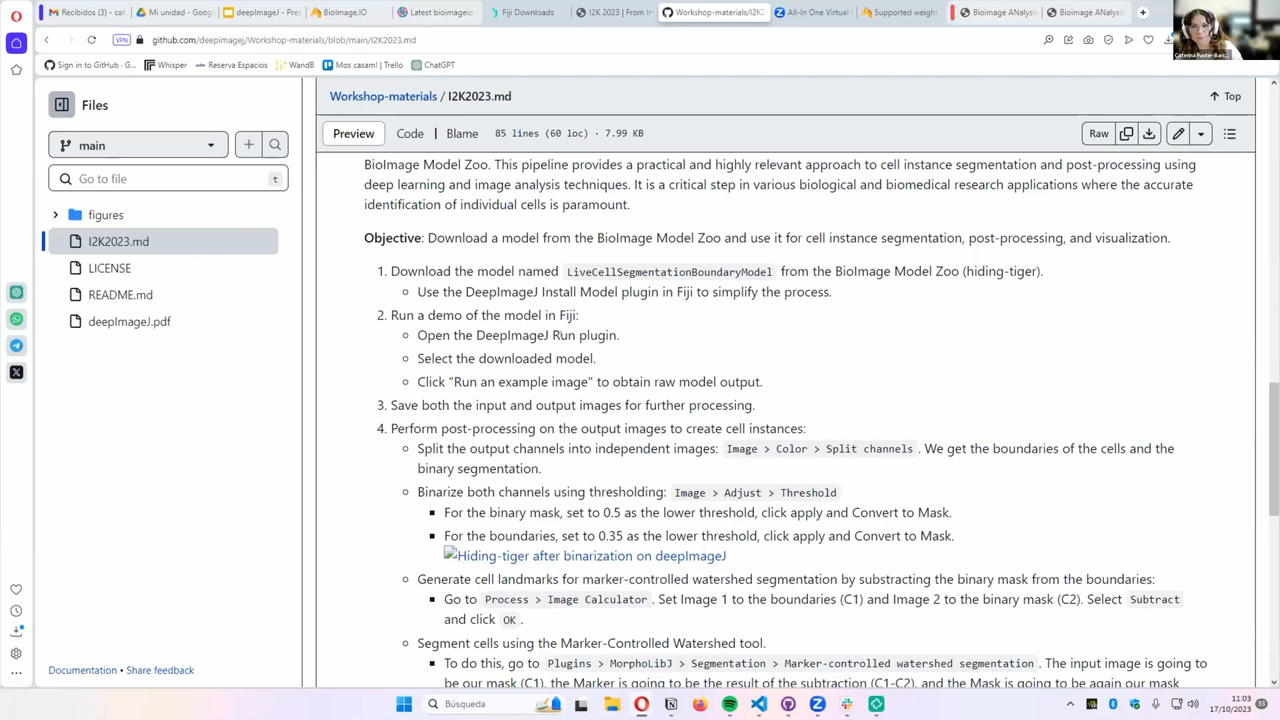 Recibidos (3) - caf
Mi unidad - Googl
deepImageJ - Pres
BioImage.IO
Latest bioimageio
Fiji Downloads
I2K 2023 | From In
Workshop-materials/I2K2
All-In-One Virtual
Supported weight
Bioimage ANalysi
Bioimage ANalysi
VPN
github.com/deepimagej/Workshop-materials/blob/main/I2K2023.md
Sign in to GitHub · G...
Whisper
Reserva Espacios
WandB
Mos casam! | Trello
ChatGPT
Files
main
Go to file
t
figures
I2K2023.md
LICENSE
README.md
deepImageJ.pdf
Documentation • Share feedback
Workshop-materials / I2K2023.md
Top
Preview
Code
Blame
85 lines (60 loc) · 7.99 KB
Raw
BioImage Model Zoo. This pipeline provides a practical and highly relevant approach to cell instance segmentation and post-processing using
deep learning and image analysis techniques. It is a critical step in various biological and biomedical research applications where the accurate
identification of individual cells is paramount.
Objective: Download a model from the BioImage Model Zoo and use it for cell instance segmentation, post-processing, and visualization.
1. Download the model named LiveCellSegmentationBoundaryModel from the BioImage Model Zoo (hiding-tiger).
Use the DeepImageJ Install Model plugin in Fiji to simplify the process.
2. Run a demo of the model in Fiji:
Open the DeepImageJ Run plugin.
Select the downloaded model.
Click "Run an example image" to obtain raw model output.
3. Save both the input and output images for further processing.
4. Perform post-processing on the output images to create cell instances:
Split the output channels into independent images: Image > Color > Split channels . We get the boundaries of the cells and the
binary segmentation.
Binarize both channels using thresholding: Image > Adjust > Threshold
For the binary mask, set to 0.5 as the lower threshold, click apply and Convert to Mask.
For the boundaries, set to 0.35 as the lower threshold, click apply and Convert to Mask.
Hiding-tiger after binarization on deepImageJ
Generate cell landmarks for marker-controlled watershed segmentation by substracting the binary mask from the boundaries:
Go to Process > Image Calculator . Set Image 1 to the boundaries (C1) and Image 2 to the binary mask (C2). Select Subtract
and click OK .
Segment cells using the Marker-Controlled Watershed tool.
To do this, go to Plugins > MorphoLibJ > Segmentation > Marker-controlled watershed segmentation . The input image is going to
be our mask (C1), the Marker is going to be the result of the subtraction (C1-C2), and the Mask is going to be again our mask
Búsqueda
11:03
17/10/2023
33